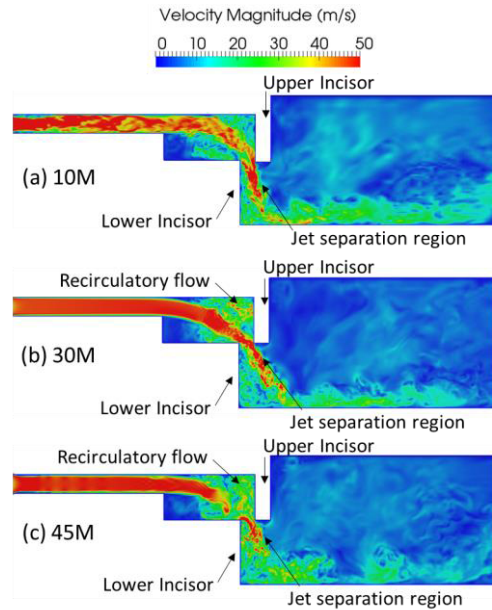 Velocity Magnitude (m/s)
0 10 20 30 40 50
Upper Incisor
(a) 10M
Lower Incisor
Jet separation region
Recirculatory flow
Upper Incisor
(b) 30M
Lower Incisor
Jet separation region
Upper Incisor
Recirculatory flow
(c) 45M
Lower Incisor
Jet separation region